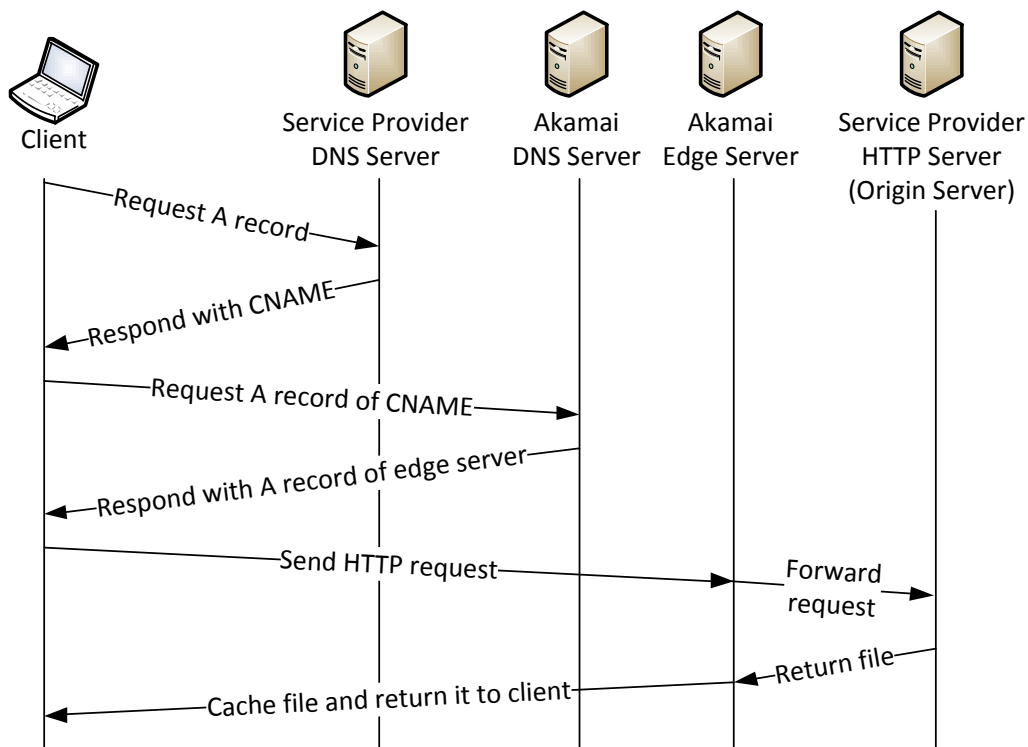 Client
Service Provider
DNS Server
Akamai
DNS Server
Akamai
Edge Server
Service Provider
HTTP Server
(Origin Server)
Request A record
Respond with CNAME
Request A record of CNAME
Respond with A record of edge server
Send HTTP request
Forward
request
Return file
Cache file and return it to client